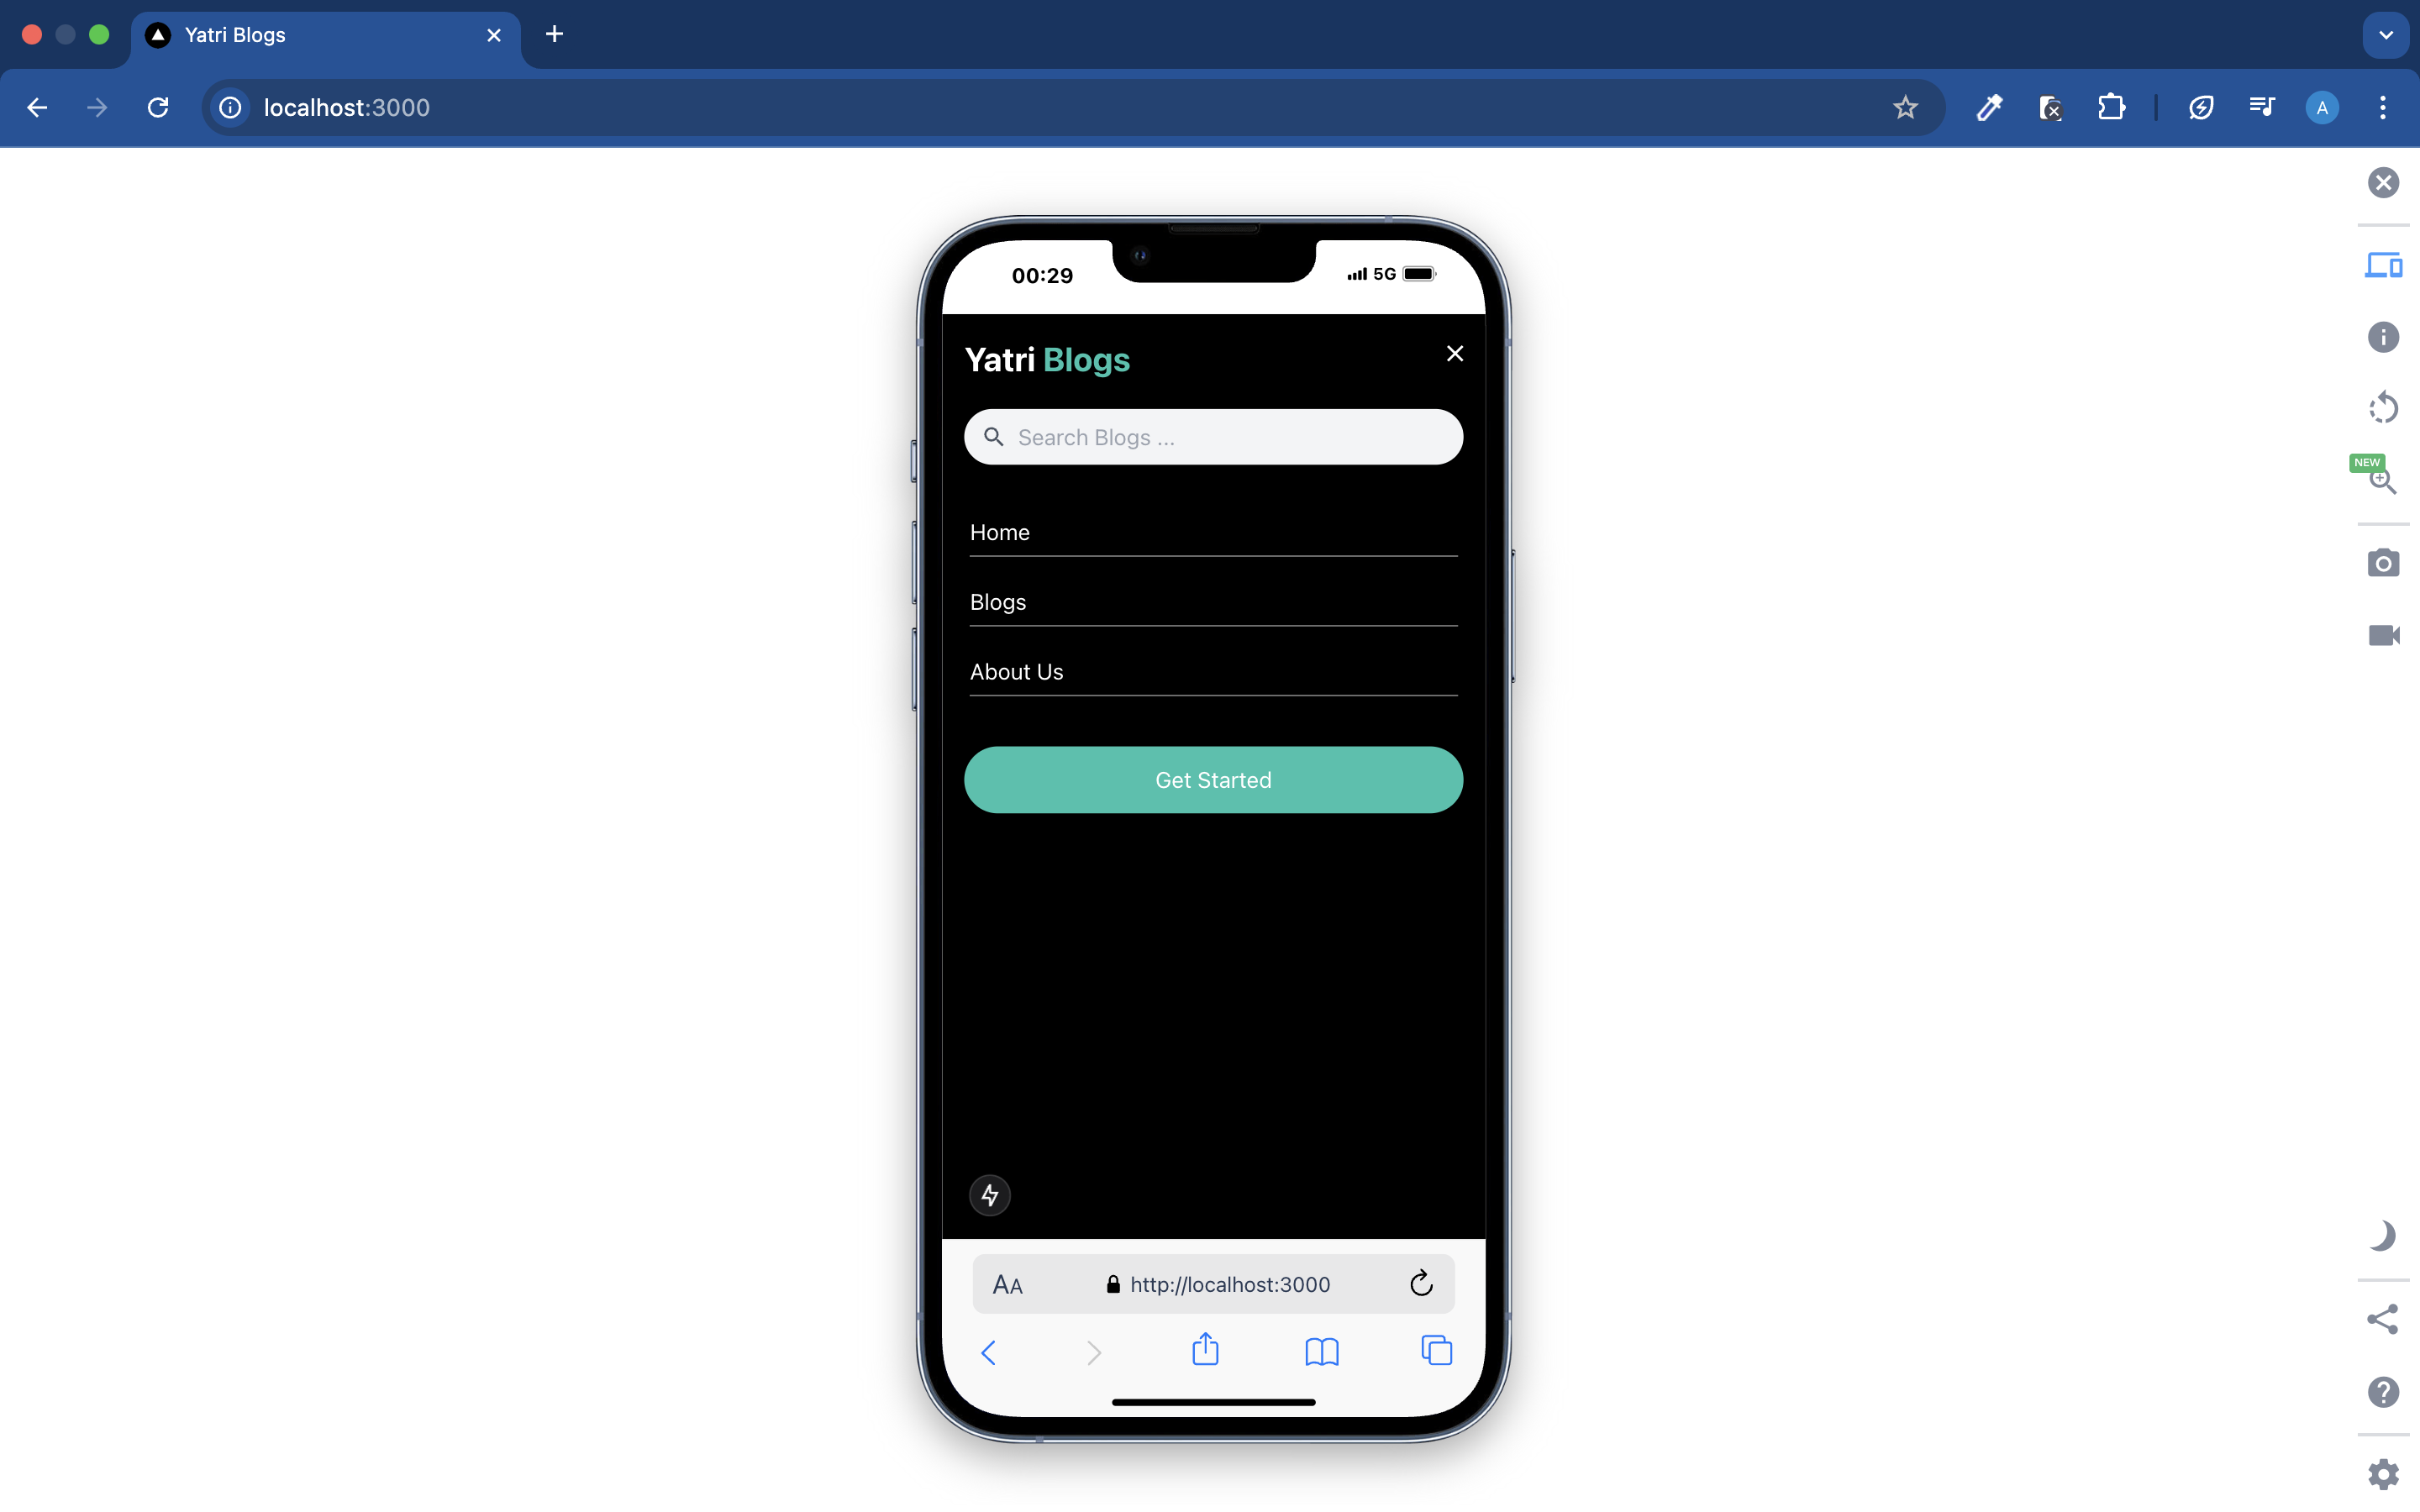 Yatri Blogs
localhost:3000
A
00:29
5G
Yatri Blogs
Search Blogs ...
Home
Blogs
About Us
Get Started
AA
http://localhost:3000
NEW